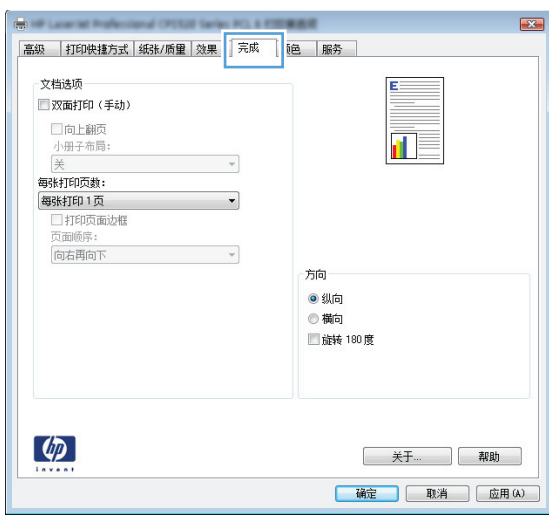 高级 打印快捷方式 纸张/质量 效果 完成 颜色 服务
文档选项
双面打印（手动）
向上翻页
小册子布局：
关
每张打印页数：
每张打印 1 页
打印页面边框
页面顺序：
向右再向下
E
方向
纵向
横向
旋转 180 度
hp
invent
关于... 帮助
确定 取消 应用(A)